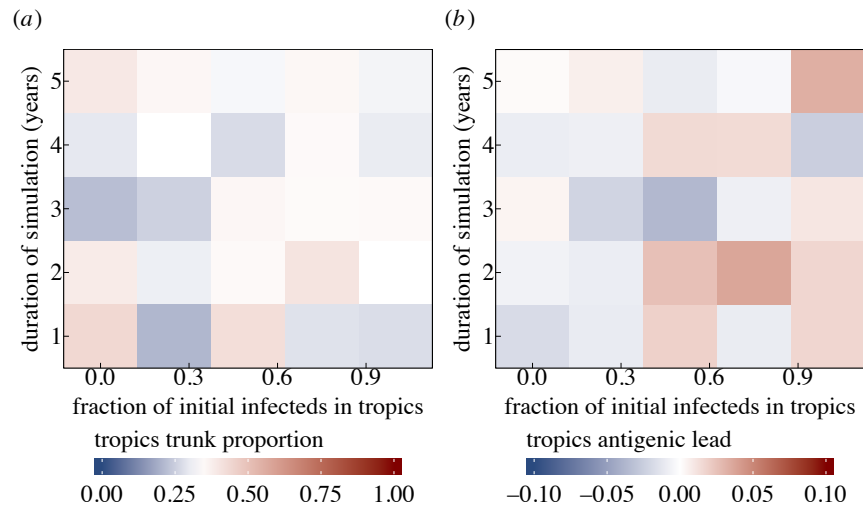 (a)
duration of simulation (years)
5
4
3
2
1
0.0 0.3 0.6 0.9
fraction of initial infecteds in tropics
tropics trunk proportion
0.00 0.25 0.50 0.75 1.00
(b)
duration of simulation (years)
5
4
3
2
1
0.0 0.3 0.6 0.9
fraction of initial infecteds in tropics
tropics antigenic lead
−0.10 −0.05 0.00 0.05 0.10